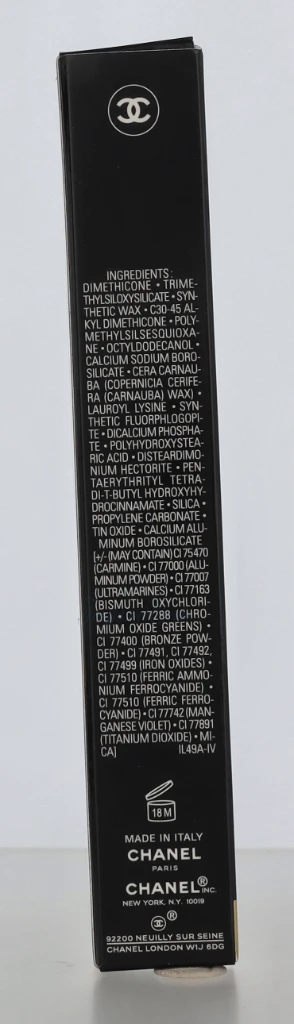 INGREDIENTS:
DIMETHICONE • TRIME-
THYLSILOXYSILICATE • SYN-
THETIC WAX • C30-45 AL-
KYL DIMETHICONE • POLY-
METHYLSILSESQUIOXA-
NE • OCTYLDODECANOL •
CALCIUM SODIUM BORO-
SILICATE • CERA CARNAU-
BA (COPERNICIA CERIFE-
RA (CARNAUBA) WAX) •
LAUROYL LYSINE • SYN-
THETIC FLUORPHLOGOPI-
TE • DICALCIUM PHOSPHA-
TE • POLYHYDROXYSTEA-
RIC ACID • DISTEARDIMO-
NIUM HECTORITE • PEN-
TAERYTHRITYL TETRA-
DI-T-BUTYL HYDROXYHY-
DROCINNAMATE • SILICA •
PROPYLENE CARBONATE •
TIN OXIDE • CALCIUM ALU-
MINUM BOROSILICATE
[+/-(MAY CONTAIN) CI 75470
(CARMINE) • CI 77000 (ALU-
MINUM POWDER) • CI 77007
(ULTRAMARINES) • CI 77163
(BISMUTH OXYCHLORI-
DE) • CI 77288 (CHRO-
MIUM OXIDE GREENS) •
CI 77400 (BRONZE POW-
DER) • CI 77491, CI 77492,
CI 77499 (IRON OXIDES) •
CI 77510 (FERRIC AMMO-
NIUM FERROCYANIDE) •
CI 77510 (FERRIC FERRO-
CYANIDE) • CI 77742 (MAN-
GANESE VIOLET) • CI 77891
(TITANIUM DIOXIDE) • MI-
CA] IL49A-IV
18 M
MADE IN ITALY
CHANEL
PARIS
CHANEL® INC.
NEW YORK, N.Y. 10019
®
92200 NEUILLY SUR SEINE
CHANEL LONDON W1J 6DG